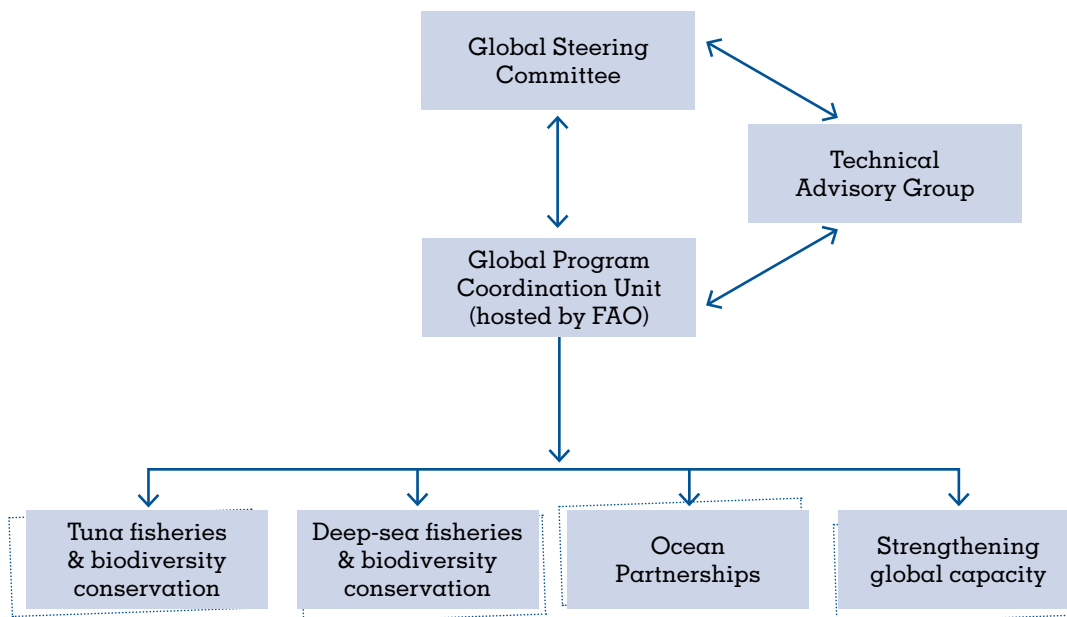 Global Steering
Committee
Technical
Advisory Group
Global Program
Coordination Unit
(hosted by FAO)
Tuna fisheries
& biodiversity
conservation
Deep-sea fisheries
& biodiversity
conservation
Ocean
Partnerships
Strengthening
global capacity